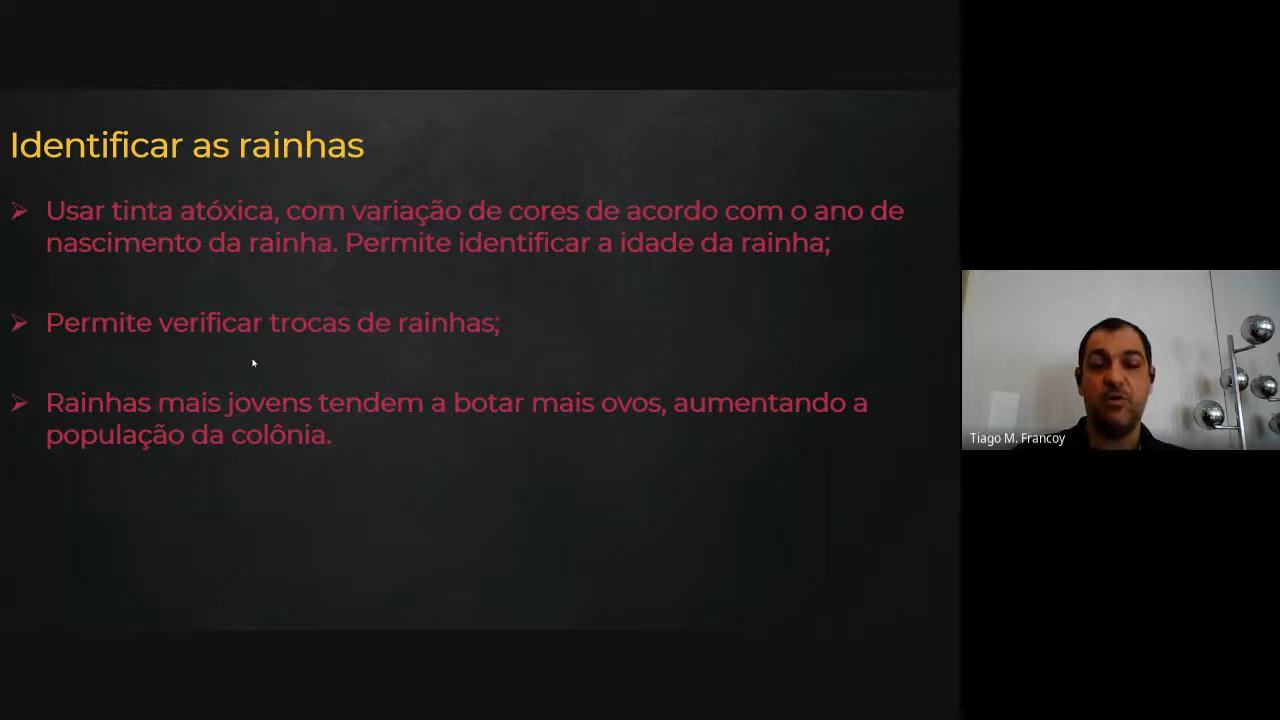 Identificar as rainhas
Usar tinta atóxica, com variação de cores de acordo com o ano de
nascimento da rainha. Permite identificar a idade da rainha;
Permite verificar trocas de rainhas;
Rainhas mais jovens tendem a botar mais ovos, aumentando a
população da colônia.
Tiago M. Francoy